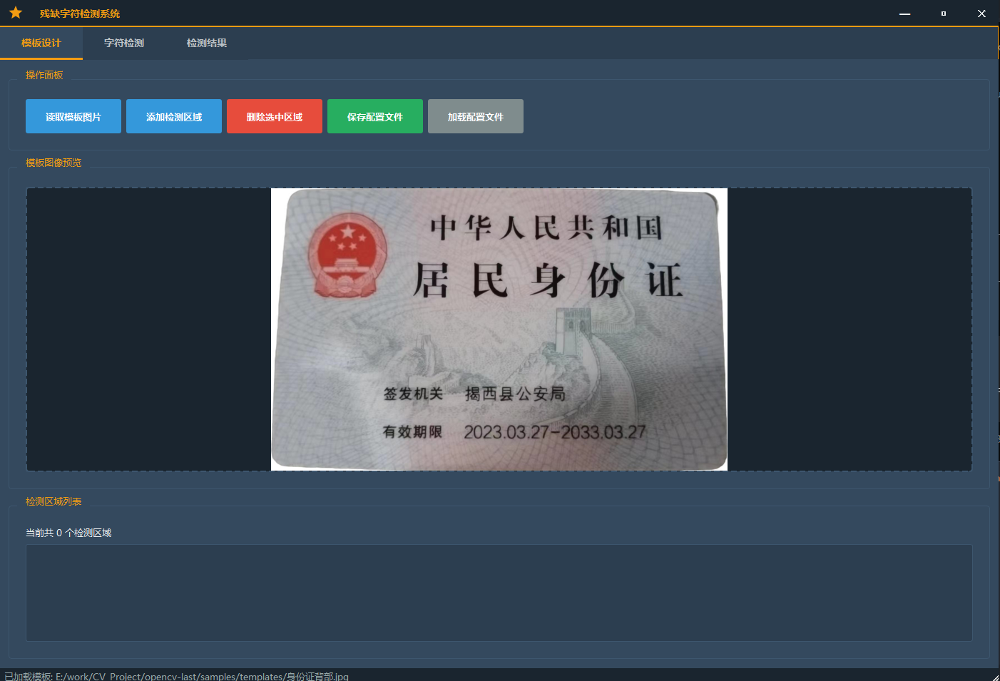 残缺字符检测系统
模板设计 字符检测 检测结果
操作面板
读取模板图片 添加检测区域 删除选中区域 保存配置文件 加载配置文件
模板图像预览
中华人民共和国
居民身份证
签发机关 揭西县公安局
有效期限 2023.03.27-2033.03.27
检测区域列表
当前共 0 个检测区域
已加载模板: E:/work/CV_Project/opencv-last/samples/templates/身份证背部.jpg